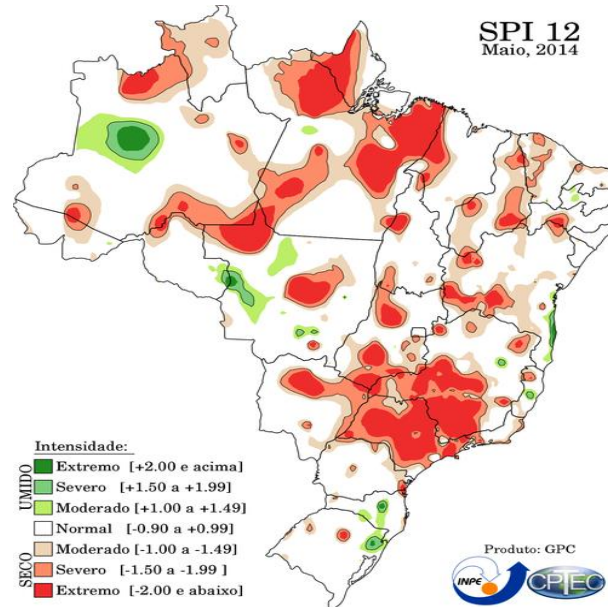 SPI 12
Maio, 2014
Intensidade:
UMIDO
Extremo [+2.00 e acima]
Severo [+1.50 a +1.99]
Moderado [+1.00 a +1.49]
Normal [-0.90 a +0.99]
SECO
Moderado [-1.00 a -1.49]
Severo [-1.50 a -1.99 ]
Extremo [-2.00 e abaixo]
Produto: GPC
INPE
CPTEC